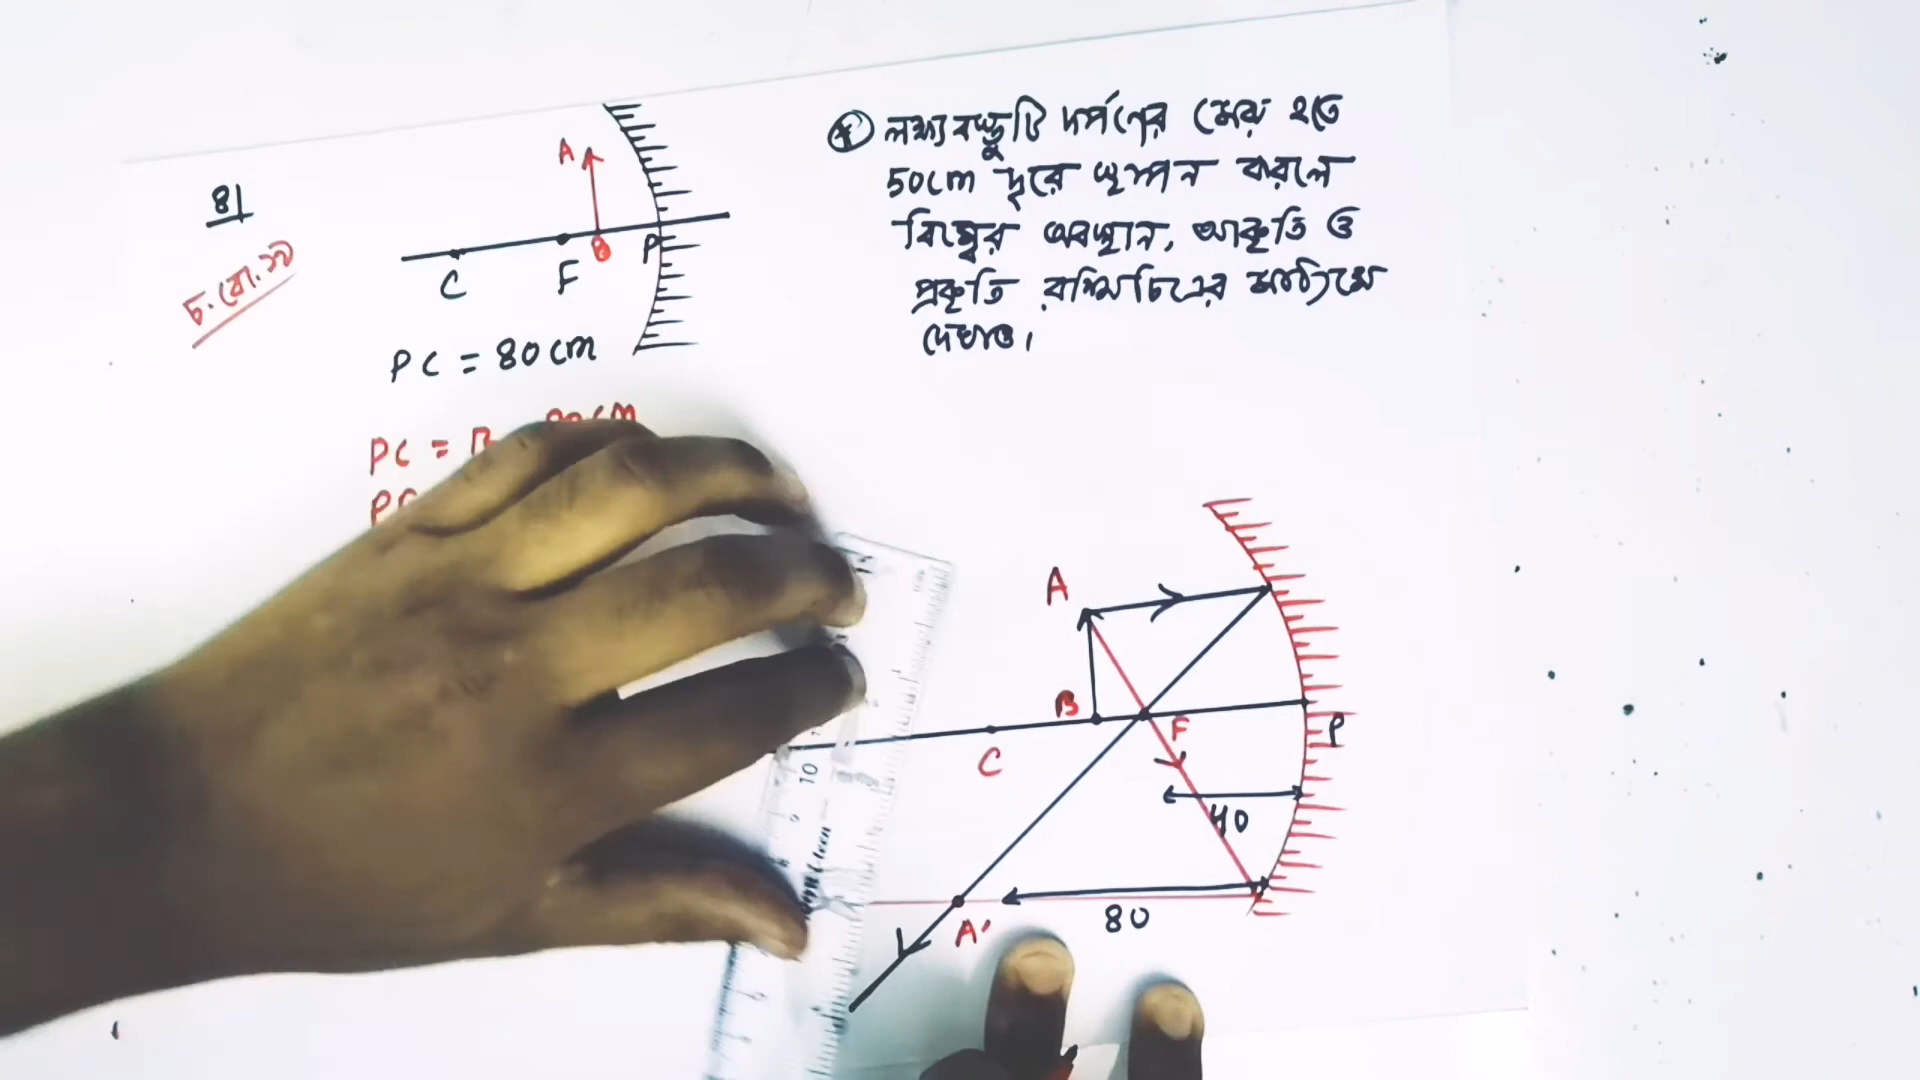 81
চ.বো.১৯
A
C
F
B
P
PC = 80 cm
PC =
* লক্ষ্যবস্তুটি দর্পণের মেরু হতে
50cm দূরে স্থাপন করলে
বিম্বের অবস্থান, আকৃতি ও
প্রকৃতি রশ্মিচিত্রের মাধ্যমে
দেখাও।
A
B
F
P
C
40
80
A'
10